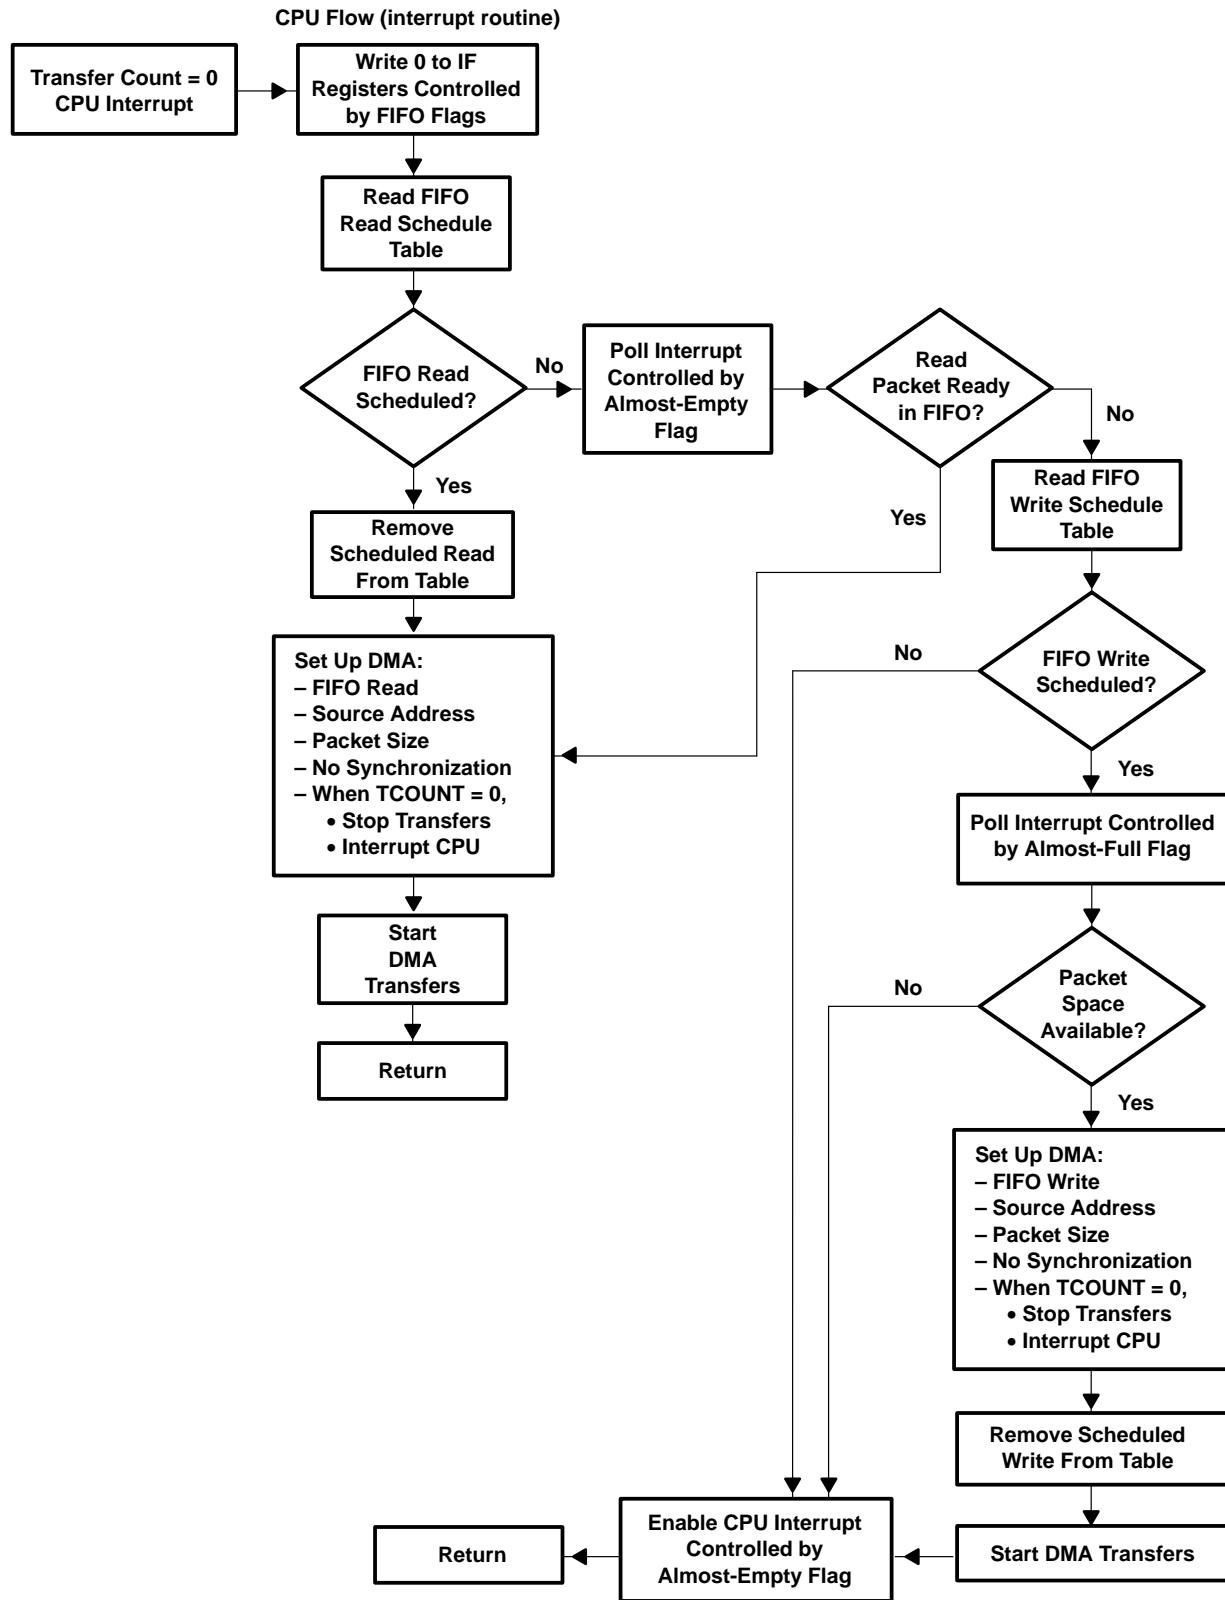 CPU Flow (interrupt routine)
Transfer Count = 0
CPU Interrupt
Write 0 to IF
Registers Controlled
by FIFO Flags
Read FIFO
Read Schedule
Table
FIFO Read
Scheduled?
No
Poll Interrupt
Controlled by
Almost-Empty
Flag
Read
Packet Ready
in FIFO?
No
Yes
Yes
Read FIFO
Write Schedule
Table
Remove
Scheduled Read
From Table
Set Up DMA:
– FIFO Read
– Source Address
– Packet Size
– No Synchronization
– When TCOUNT = 0,
• Stop Transfers
• Interrupt CPU
No
FIFO Write
Scheduled?
Yes
Poll Interrupt Controlled
by Almost-Full Flag
Start
DMA
Transfers
Return
No
Packet
Space
Available?
Yes
Set Up DMA:
– FIFO Write
– Source Address
– Packet Size
– No Synchronization
– When TCOUNT = 0,
• Stop Transfers
• Interrupt CPU
Remove Scheduled
Write From Table
Start DMA Transfers
Enable CPU Interrupt
Controlled by
Almost-Empty Flag
Return